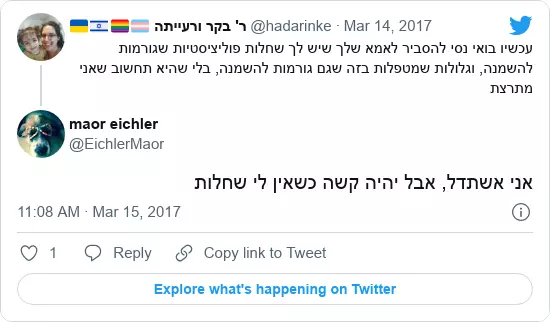 ר' בקר ורעייתה 🏳️‍⚧️🏳️‍🌈🇮🇱🇺🇦 @hadarinke · Mar 14, 2017
עכשיו בואי נסי להסביר לאמא שלך שיש לך שחלות פוליציסטיות שגורמות
להשמנה, וגלולות שמטפלות בזה שגם גורמות להשמנה, בלי שהיא תחשוב שאני
מתרצת
maor eichler
@EichlerMaor
אני אשתדל, אבל יהיה קשה כשאין לי שחלות
11:08 AM · Mar 15, 2017
1 Reply Copy link to Tweet
Explore what's happening on Twitter